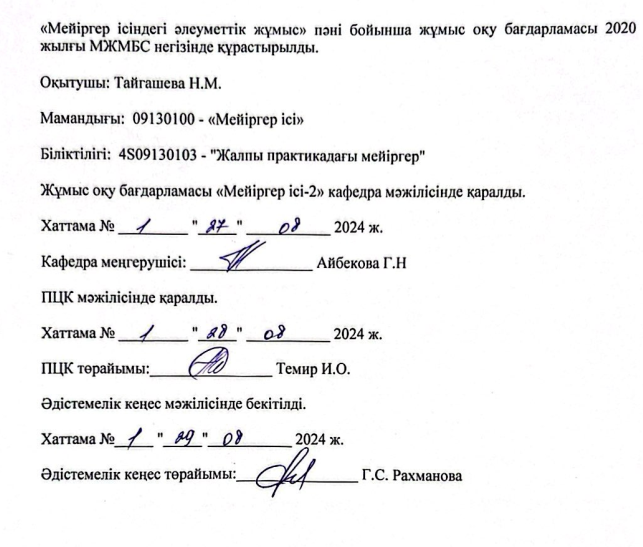 «Мейіргер ісіндегі әлеуметтік жұмыс» пәні бойынша жұмыс оқу бағдарламасы 2020
жылғы МЖМБС негізінде құрастырылды.
Оқытушы: Тайгашева Н.М.
Мамандығы: 09130100 - «Мейіргер ісі»
Біліктілігі: 4S09130103 - "Жалпы практикадағы мейіргер"
Жұмыс оқу бағдарламасы «Мейіргер ісі-2» кафедра мәжілісінде қаралды.
Хаттама № 1 "27" 08 2024 ж.
Кафедра меңгерушісі: Айбекова Г.Н
ПЦК мәжілісінде қаралды.
Хаттама № 1 "28" 08 2024 ж.
ПЦК төрайымы: Темир И.О.
Әдістемелік кеңес мәжілісінде бекітілді.
Хаттама № 1 "29" 08 2024 ж.
Әдістемелік кеңес төрайымы: Г.С. Рахманова